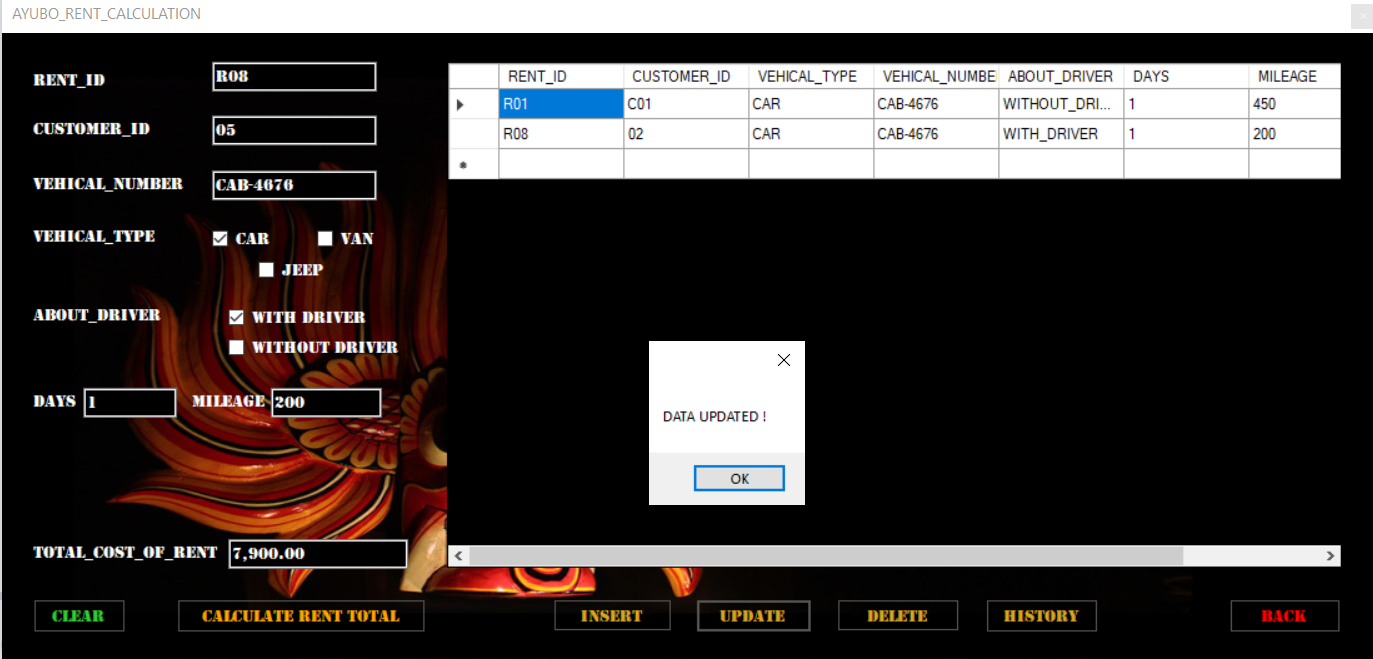 AYUBO_RENT_CALCULATION
RENT_ID R08
CUSTOMER_ID 05
VEHICAL_NUMBER CAB-4676
VEHICAL_TYPE CAR VAN
JEEP
ABOUT_DRIVER WITH DRIVER
WITHOUT DRIVER
DAYS 1 MILEAGE 200
TOTAL_COST_OF_RENT 7,900.00
RENT_ID CUSTOMER_ID VEHICAL_TYPE VEHICAL_NUMBE ABOUT_DRIVER DAYS MILEAGE
R01 C01 CAR CAB-4676 WITHOUT_DRI... 1 450
R08 02 CAR CAB-4676 WITH_DRIVER 1 200
DATA UPDATED !
OK
CLEAR CALCULATE RENT TOTAL INSERT UPDATE DELETE HISTORY BACK